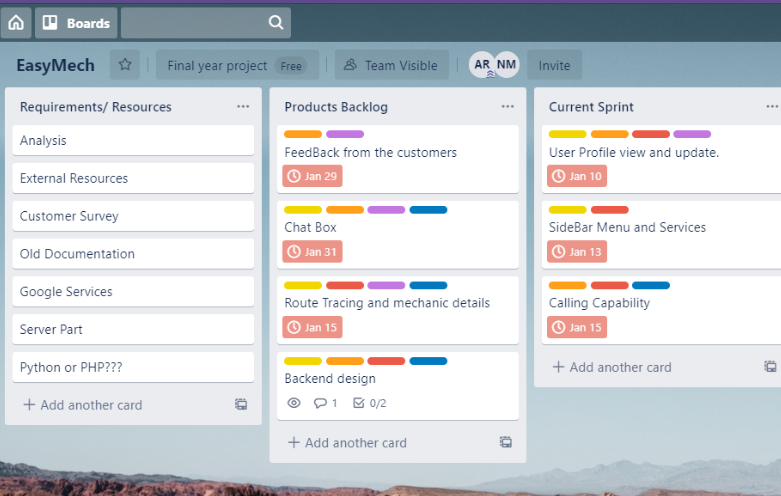 Boards
EasyMech
Final year project Free
Team Visible
AR NM
Invite
Requirements/ Resources
Analysis
External Resources
Customer Survey
Old Documentation
Google Services
Server Part
Python or PHP???
+ Add another card
Products Backlog
FeedBack from the customers
Jan 29
Chat Box
Jan 31
Route Tracing and mechanic details
Jan 15
Backend design
1 0/2
+ Add another card
Current Sprint
User Profile view and update.
Jan 10
SideBar Menu and Services
Jan 13
Calling Capability
Jan 15
+ Add another card